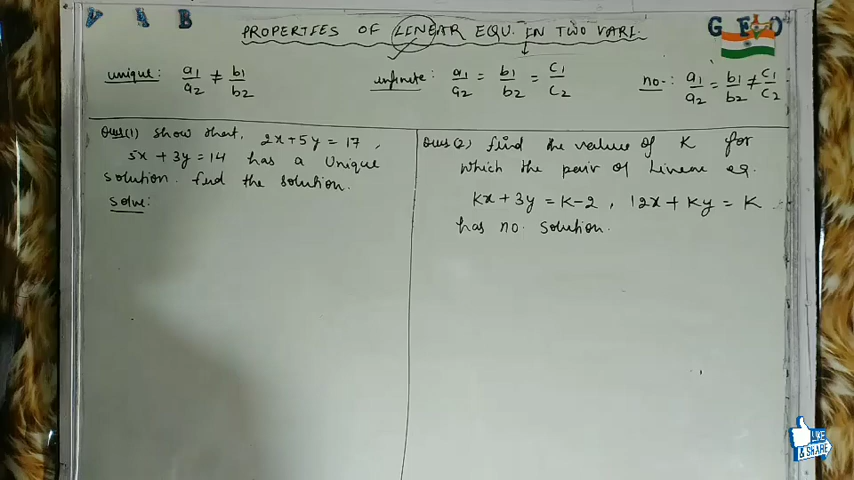 V A B
GEO
PROPERTIES OF LINEAR EQU. IN TWO VARI.
unique: a1/a2 ≠ b1/b2
infinite: a1/a2 = b1/b2 = c1/c2
no-: a1/a2 = b1/b2 ≠ c1/c2
Ques(1) show that, 2x+5y = 17,
5x + 3y = 14 has a unique
solution. find the solution.
solve:
Ques(2) find the value of K for
which the pair of Linear eq.
Kx + 3y = K-2, 12x + Ky = K
has no. solution.
LIKE
& SHARE